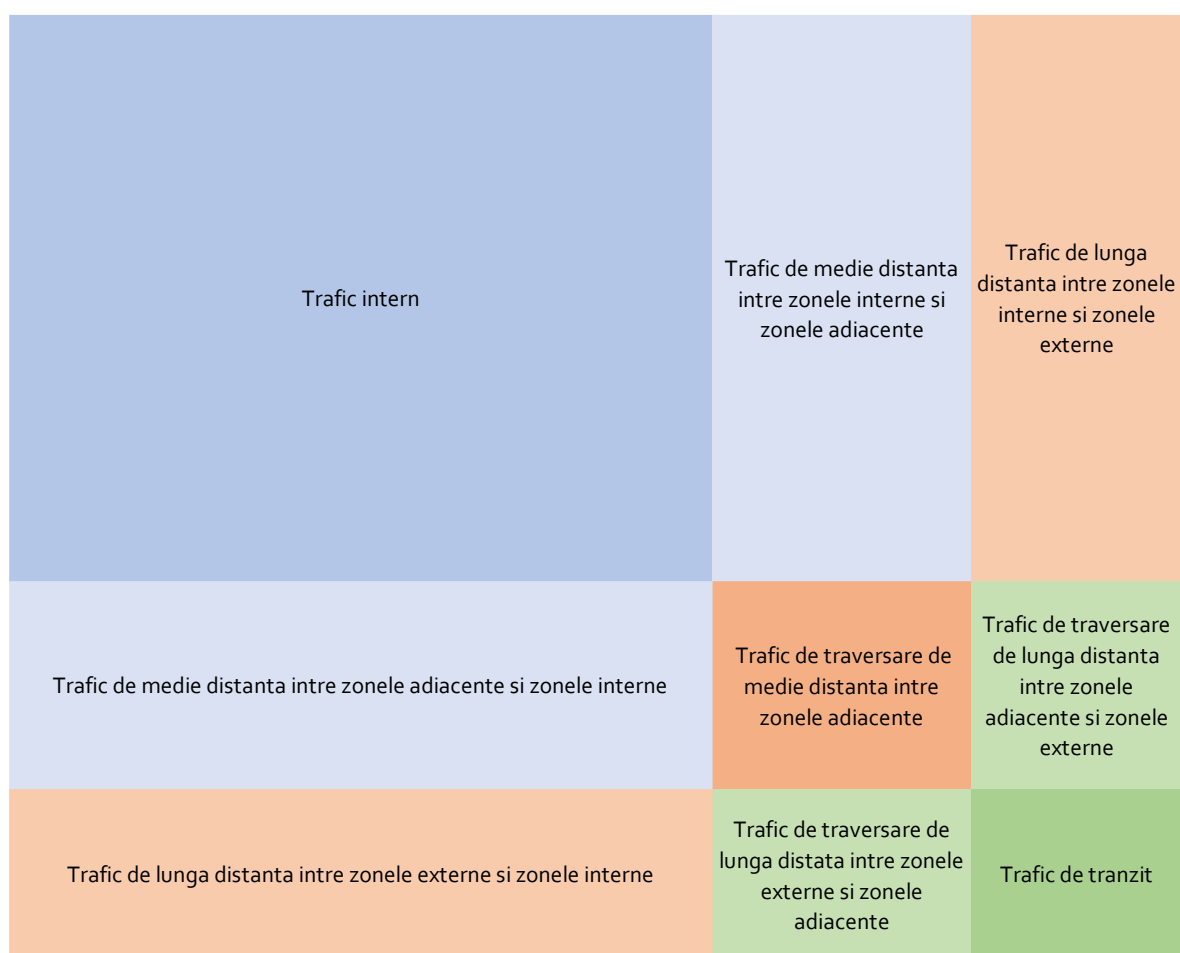 Trafic intern
Trafic de medie distanta
intre zonele interne si
zonele adiacente
Trafic de lunga
distanta intre zonele
interne si zonele
externe
Trafic de medie distanta intre zonele adiacente si zonele interne
Trafic de traversare de
medie distanta intre
zonele adiacente
Trafic de traversare
de lunga distanta
intre zonele
adiacente si zonele
externe
Trafic de lunga distanta intre zonele externe si zonele interne
Trafic de traversare de
lunga distata intre zonele
externe si zonele
adiacente
Trafic de tranzit